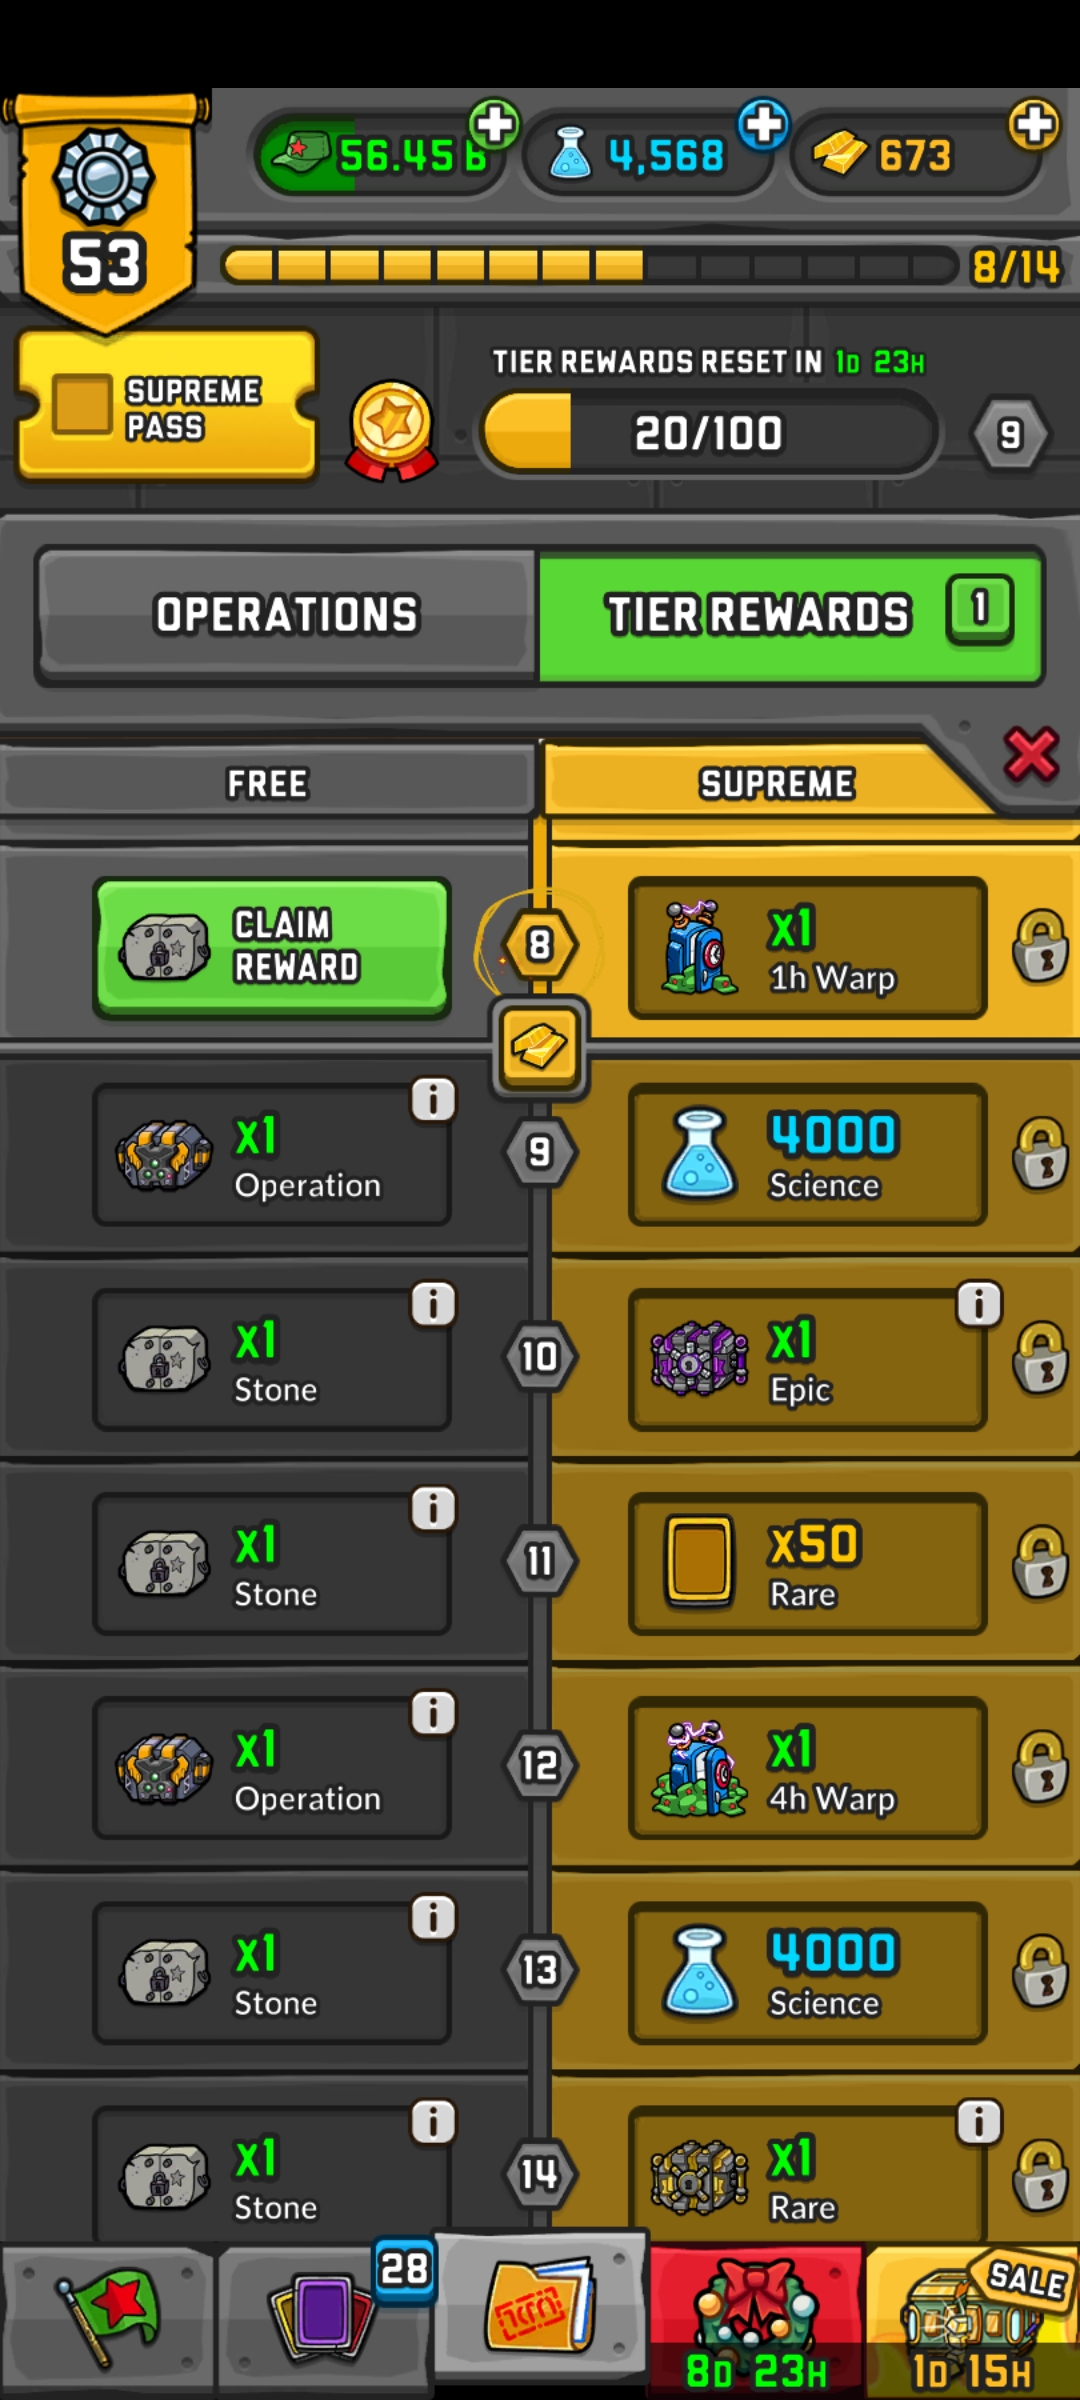 56.45 B
4,568
673
53
8/14
SUPREME
PASS
TIER REWARDS RESET IN 1D 23H
20/100
9
OPERATIONS
TIER REWARDS
1
FREE
SUPREME
CLAIM
REWARD
8
X1
1h Warp
X1
Operation
9
4000
Science
X1
Stone
10
X1
Epic
X1
Stone
11
X50
Rare
X1
Operation
12
X1
4h Warp
X1
Stone
13
4000
Science
X1
Stone
14
X1
Rare
28
8D 23H
SALE
1D 15H